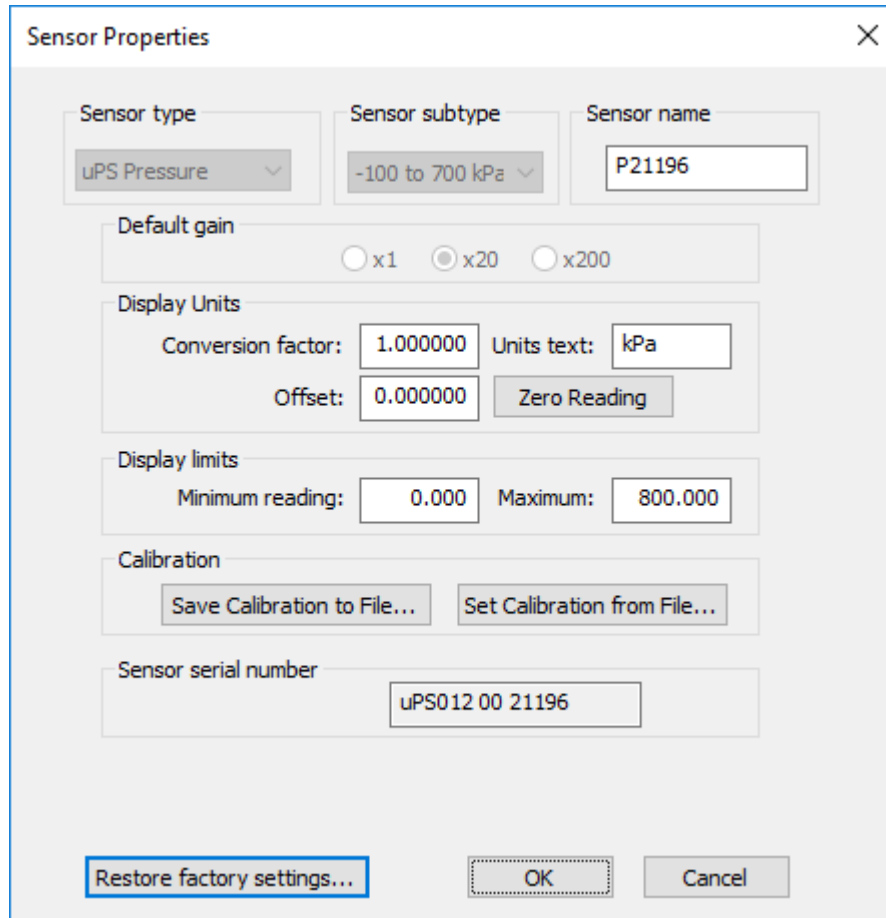 Sensor Properties
Sensor type
Sensor subtype
Sensor name
uPS Pressure
-100 to 700 kPa
P21196
Default gain
x1 x20 x200
Display Units
Conversion factor: 1.000000 Units text: kPa
Offset: 0.000000 Zero Reading
Display limits
Minimum reading: 0.000 Maximum: 800.000
Calibration
Save Calibration to File... Set Calibration from File...
Sensor serial number
uPS012 00 21196
Restore factory settings... OK Cancel